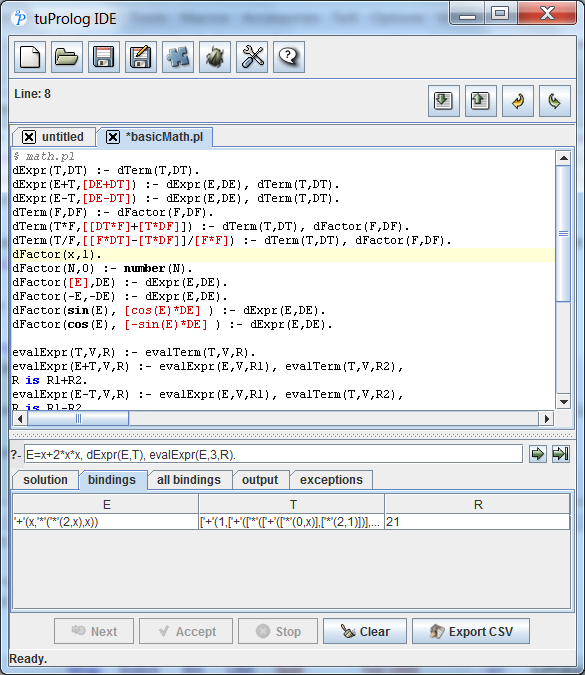 tuProlog IDE
Line: 8
untitled
*basicMath.pl
% math.pl
dExpr(T,DT) :- dTerm(T,DT).
dExpr(E+T,[DE+DT]) :- dExpr(E,DE), dTerm(T,DT).
dExpr(E-T,[DE-DT]) :- dExpr(E,DE), dTerm(T,DT).
dTerm(F,DF) :- dFactor(F,DF).
dTerm(T*F,[[DT*F]+[T*DF]]) :- dTerm(T,DT), dFactor(F,DF).
dTerm(T/F,[[F*DT]-[T*DF]]/[F*F]) :- dTerm(T,DT), dFactor(F,DF).
dFactor(x,1).
dFactor(N,0) :- number(N).
dFactor([E],DE) :- dExpr(E,DE).
dFactor(-E,-DE) :- dExpr(E,DE).
dFactor(sin(E), [cos(E)*DE] ) :- dExpr(E,DE).
dFactor(cos(E), [-sin(E)*DE] ) :- dExpr(E,DE).
evalExpr(T,V,R) :- evalTerm(T,V,R).
evalExpr(E+T,V,R) :- evalExpr(E,V,R1), evalTerm(T,V,R2),
R is R1+R2.
evalExpr(E-T,V,R) :- evalExpr(E,V,R1), evalTerm(T,V,R2),
R is R1-R2.
?- E=x+2*x*x, dExpr(E,T), evalExpr(E,3,R).
solution bindings all bindings output exceptions
E T R
'+'(x,'*'('*'(2,x),x)) ['+'(1,['+'(['*'(['+'(['*'(0,x)],['*'(2,1)])],... 21
Next Accept Stop Clear Export CSV
Ready.